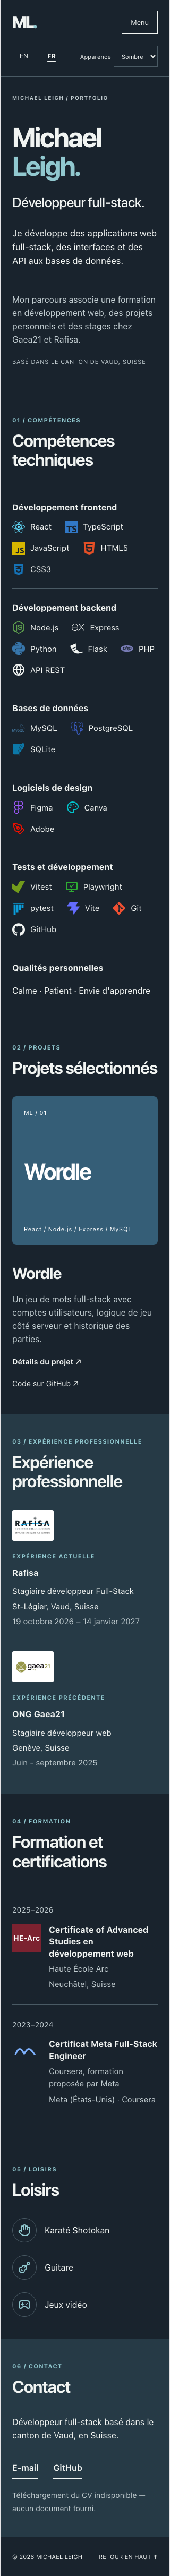 ML.
Menu
EN
FR
Apparence
Sombre
MICHAEL LEIGH / PORTFOLIO
Michael
Leigh.
Développeur full-stack.
Je développe des applications web
full-stack, des interfaces et des
API aux bases de données.
Mon parcours associe une formation
en développement web, des projets
personnels et des stages chez
Gaea21 et Rafisa.
BASÉ DANS LE CANTON DE VAUD, SUISSE
01 / COMPÉTENCES
Compétences
techniques
Développement frontend
React
TypeScript
JavaScript
HTML5
CSS3
Développement backend
Node.js
Express
Python
Flask
PHP
API REST
Bases de données
MySQL
PostgreSQL
SQLite
Logiciels de design
Figma
Canva
Adobe
Tests et développement
Vitest
Playwright
pytest
Vite
Git
GitHub
Qualités personnelles
Calme · Patient · Envie d'apprendre
02 / PROJETS
Projets sélectionnés
ML / 01
Wordle
React / Node.js / Express / MySQL
Wordle
Un jeu de mots full-stack avec
comptes utilisateurs, logique de jeu
côté serveur et historique des
parties.
Détails du projet ↗
Code sur GitHub ↗
03 / EXPÉRIENCE PROFESSIONNELLE
Expérience
professionnelle
RAFISA
EXPÉRIENCE ACTUELLE
Rafisa
Stagiaire développeur Full-Stack
St-Légier, Vaud, Suisse
19 octobre 2026 – 14 janvier 2027
gaea21
EXPÉRIENCE PRÉCÉDENTE
ONG Gaea21
Stagiaire développeur web
Genève, Suisse
Juin - septembre 2025
04 / FORMATION
Formation et
certifications
2025–2026
HE-Arc
Certificate of Advanced
Studies en
développement web
Haute École Arc
Neuchâtel, Suisse
2023–2024
Certificat Meta Full-Stack
Engineer
Coursera, formation
proposée par Meta
Meta (États-Unis) · Coursera
05 / LOISIRS
Loisirs
Karaté Shotokan
Guitare
Jeux vidéo
06 / CONTACT
Contact
Développeur full-stack basé dans le
canton de Vaud, en Suisse.
E-mail
GitHub
Téléchargement du CV indisponible —
aucun document fourni.
© 2026 MICHAEL LEIGH
RETOUR EN HAUT ↑